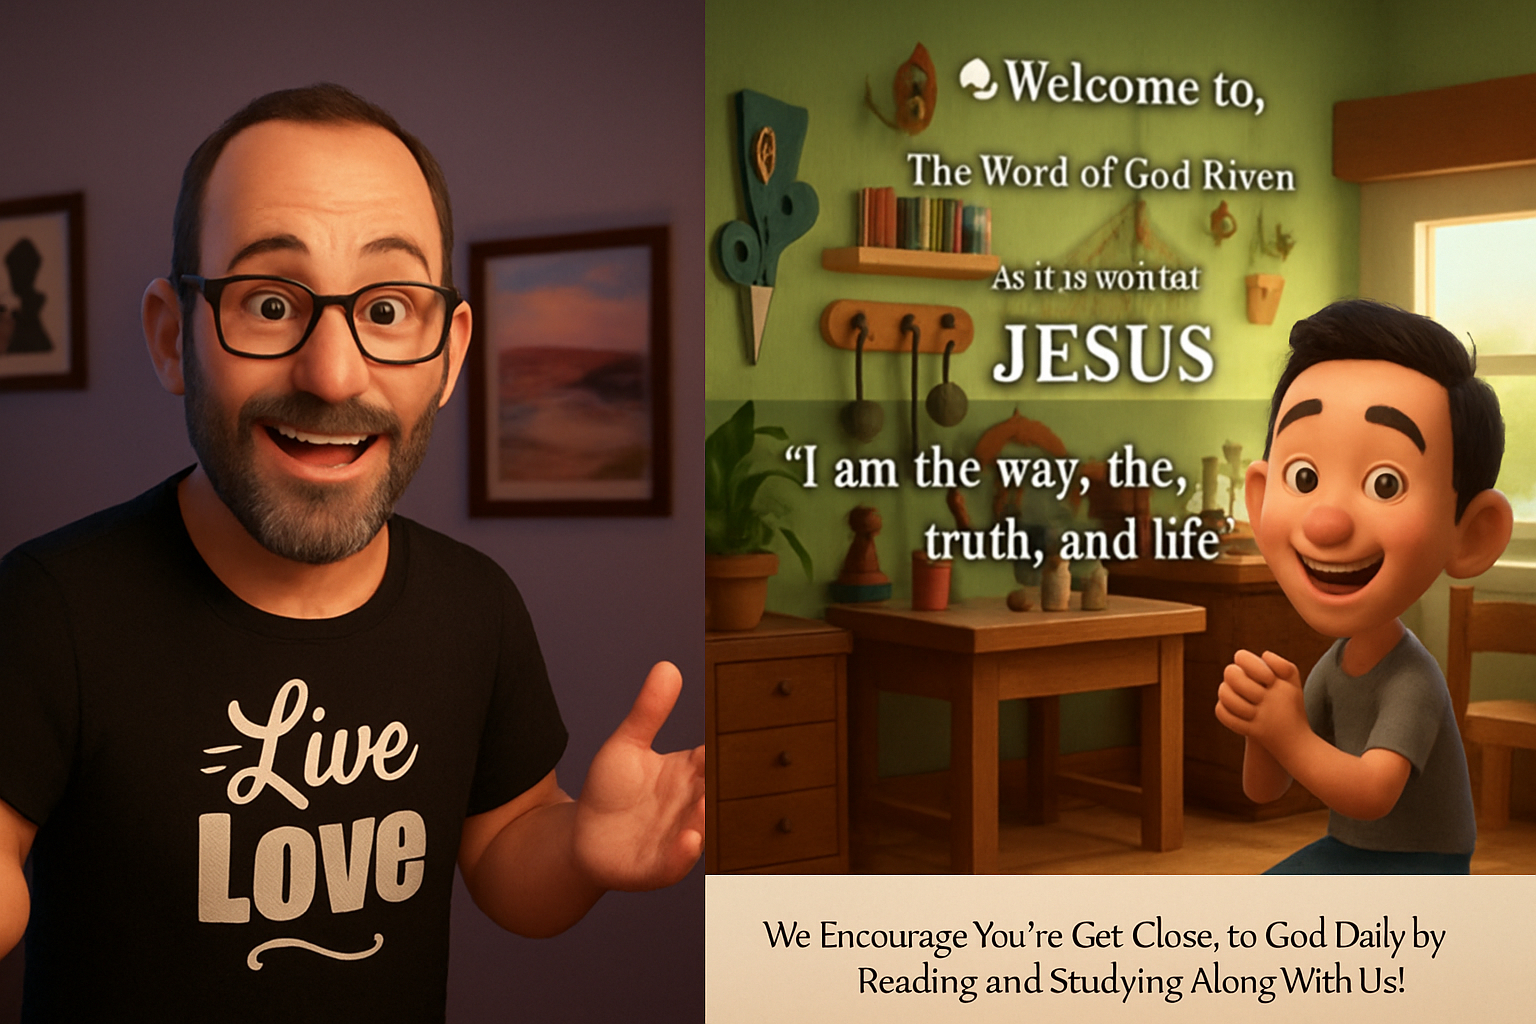 Live
Love
Welcome to,
The Word of God Riven
As it is wontat
JESUS
“I am the way, the,
truth, and life”
We Encourage You’re Get Close, to God Daily by
Reading and Studying Along With Us!